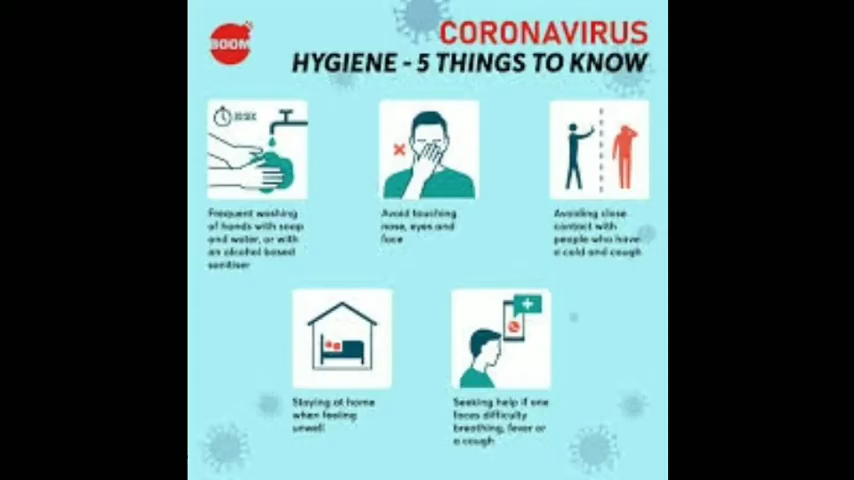 BOOM
CORONAVIRUS
HYGIENE - 5 THINGS TO KNOW
Frequent washing
of hands with soap
and water, or with
an alcohol based
sanitiser
Avoid touching
nose, eyes and
face
Avoiding close
contact with
people who have
a cold and cough
Staying at home
when feeling
unwell
Seeking help if one
faces difficulty
breathing, fever or
a cough